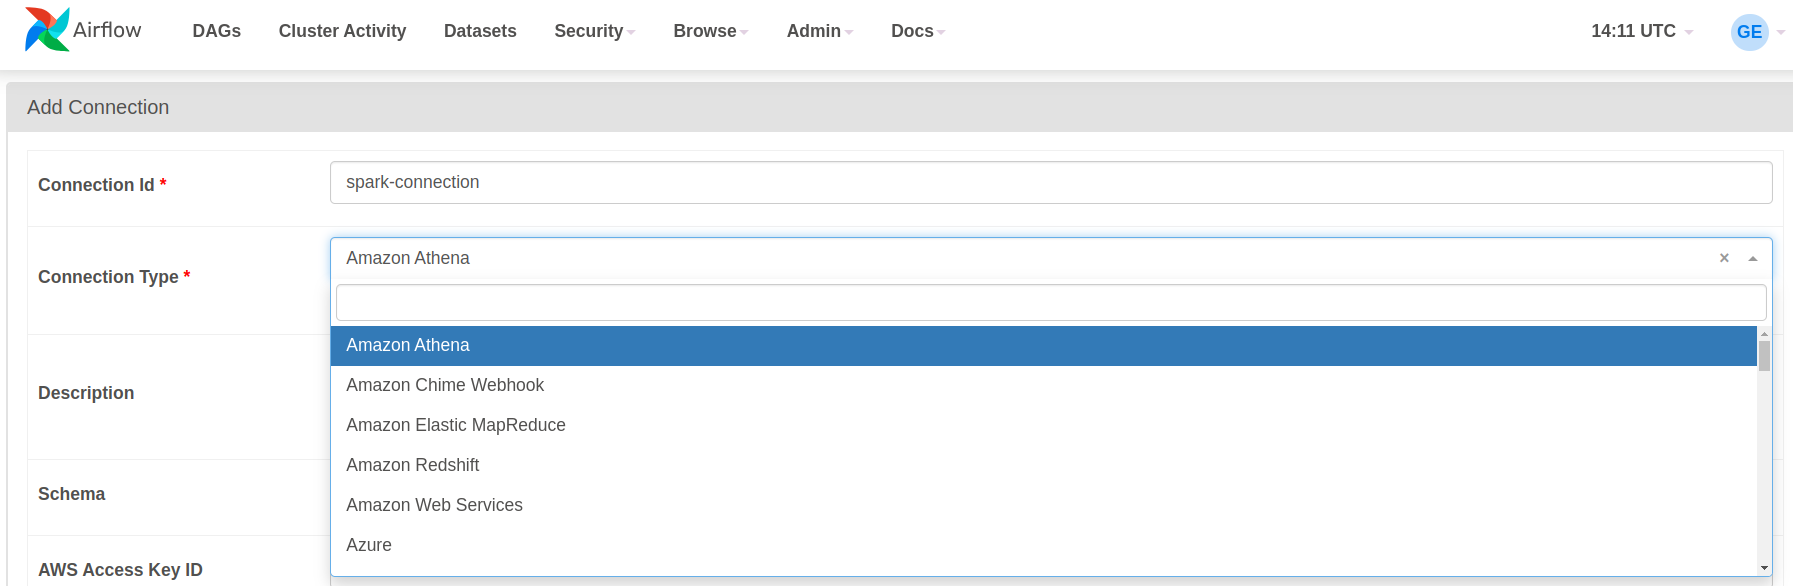 Airflow DAGs Cluster Activity Datasets Security Browse Admin Docs 14:11 UTC GE
Add Connection
Connection Id * spark-connection
Connection Type * Amazon Athena ×
Amazon Athena
Amazon Chime Webhook
Description
Amazon Elastic MapReduce
Amazon Redshift
Schema
Amazon Web Services
Azure
AWS Access Key ID